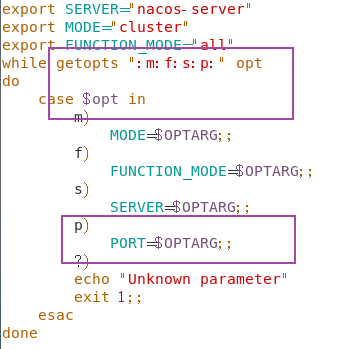 export SERVER="nacos-server"
export MODE="cluster"
export FUNCTION_MODE="all"
while getopts ":m:f:s:p:" opt
do
    case $opt in
        m)
            MODE=$OPTARG;;
        f)
            FUNCTION_MODE=$OPTARG;;
        s)
            SERVER=$OPTARG;;
        p)
            PORT=$OPTARG;;
        ?)
        echo "Unknown parameter"
        exit 1;;
    esac
done